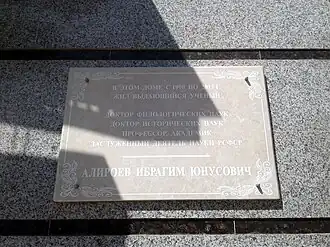 В ЭТОМ ДОМЕ С ПО
ЖИЛ ВЫДАЮЩИЙСЯ УЧЕНЫЙ
ДОКТОР ФИЛОЛОГИЧЕСКИХ НАУК
ДОКТОР ИСТОРИЧЕСКИХ НАУК
ПРОФЕССОР, АКАДЕМИК
ЗАСЛУЖЕННЫЙ ДЕЯТЕЛЬ НАУКИ РСФСР
АЛИРОЕВ ИБРАГИМ ЮНУСОВИЧ